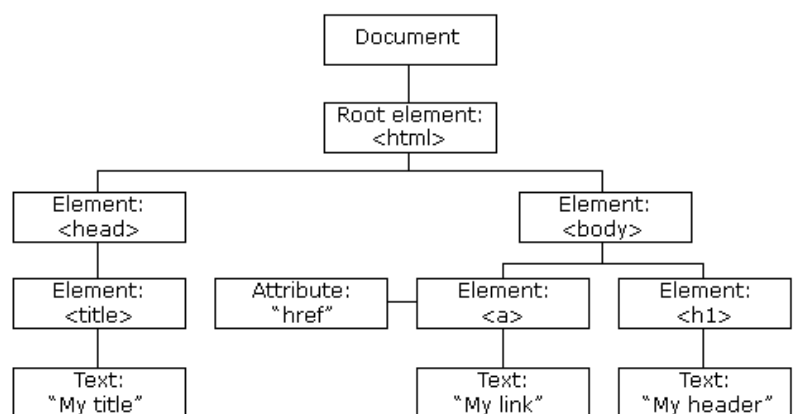 Document
Root element:
<html>
Element:
<head>
Element:
<body>
Element:
<title>
Attribute:
“href”
Element:
<a>
Element:
<h1>
Text:
“My title”
Text:
“My link”
Text:
“My header”